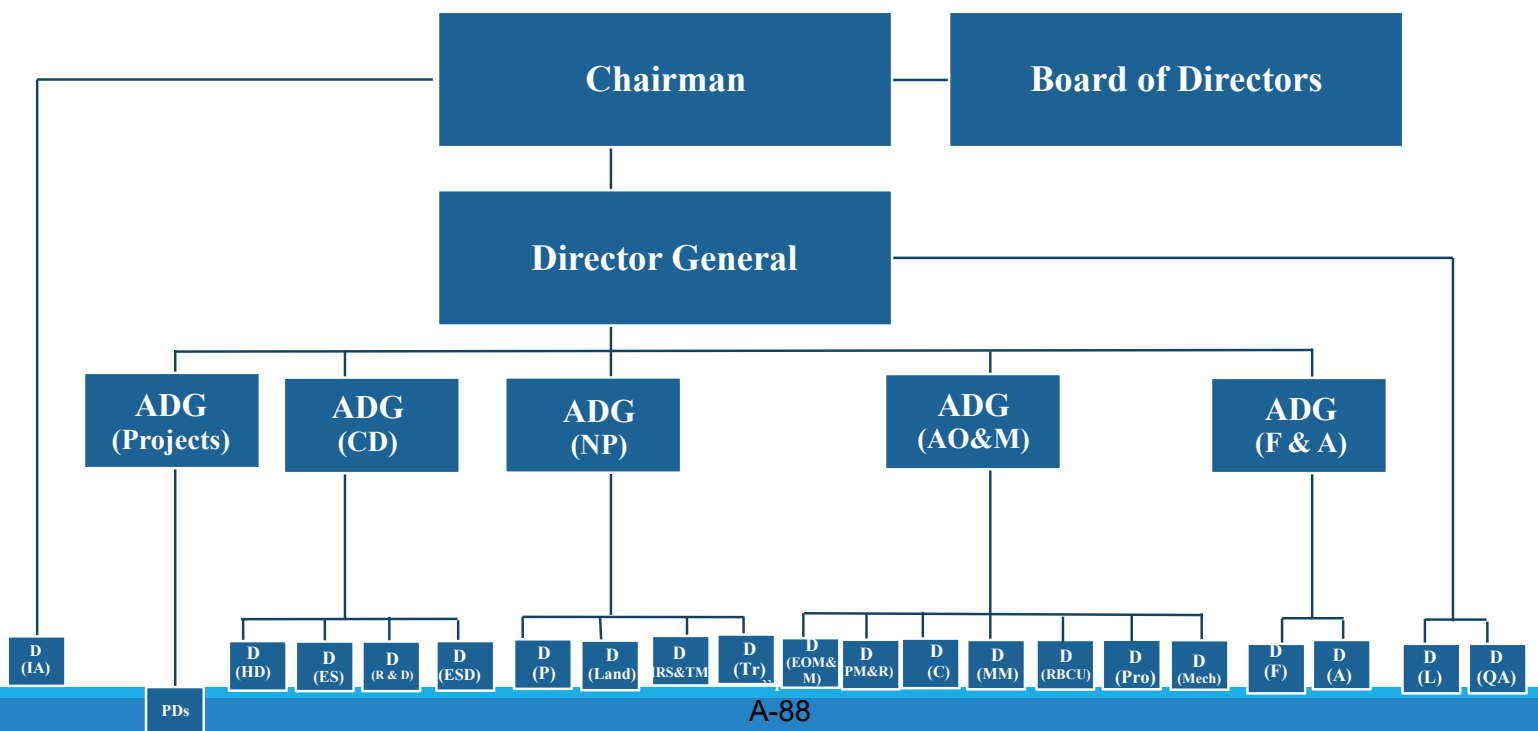 Chairman
Board of Directors
Director General
ADG
(Projects)
ADG
(CD)
ADG
(NP)
ADG
(AO&M)
ADG
(F & A)
D
(IA)
PDs
D
(HD)
D
(ES)
D
(R & D)
D
(ESD)
D
(P)
D
(Land)
D
IRS&TM
D
(Tr)
D
(EOM&
M)
D
PM&R)
D
(C)
D
(MM)
D
(RBCU)
D
(Pro)
D
(Mech)
D
(F)
D
(A)
D
(L)
D
(QA)
A-88